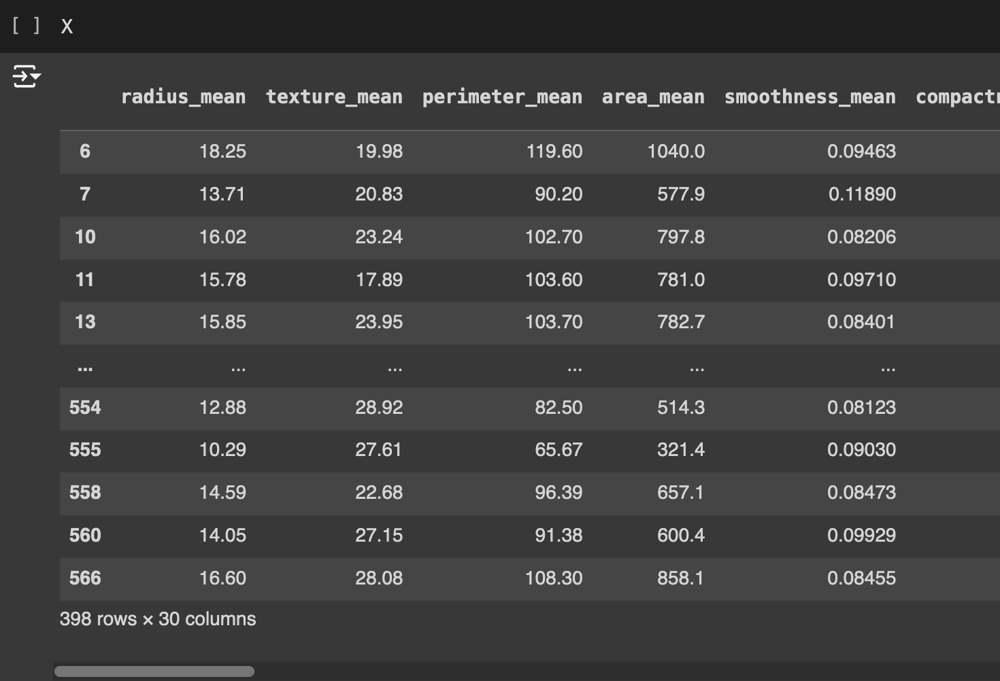 [ ] X
radius_mean texture_mean perimeter_mean area_mean smoothness_mean compactn
6 18.25 19.98 119.60 1040.0 0.09463
7 13.71 20.83 90.20 577.9 0.11890
10 16.02 23.24 102.70 797.8 0.08206
11 15.78 17.89 103.60 781.0 0.09710
13 15.85 23.95 103.70 782.7 0.08401
... ... ... ... ... ...
554 12.88 28.92 82.50 514.3 0.08123
555 10.29 27.61 65.67 321.4 0.09030
558 14.59 22.68 96.39 657.1 0.08473
560 14.05 27.15 91.38 600.4 0.09929
566 16.60 28.08 108.30 858.1 0.08455
398 rows × 30 columns